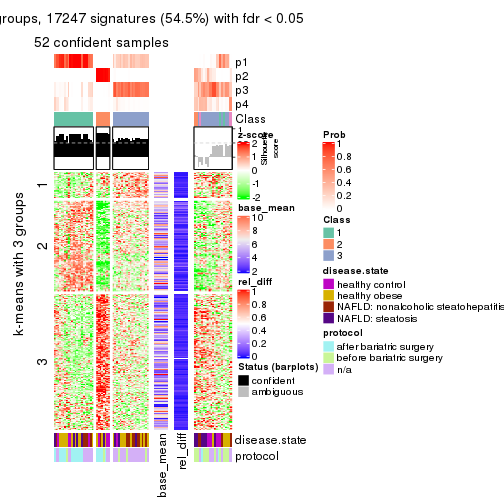 groups, 17247 signatures (54.5%) with fdr < 0.05
52 confident samples
p1
p2
p3
p4
Class
1
2
3
k-means with 3 groups
base_mean
rel_diff
disease.state
protocol
1
Silhouette
score
z-score
2
1
0
-1
-2
base_mean
10
8
6
4
2
rel_diff
1
0.8
0.6
0.4
0.2
0
Status (barplots)
confident
ambiguous
Prob
1
0.8
0.6
0.4
0.2
0
Class
1
2
3
disease.state
healthy control
healthy obese
NAFLD: nonalcoholic steatohepatitis
NAFLD: steatosis
protocol
after bariatric surgery
before bariatric surgery
n/a